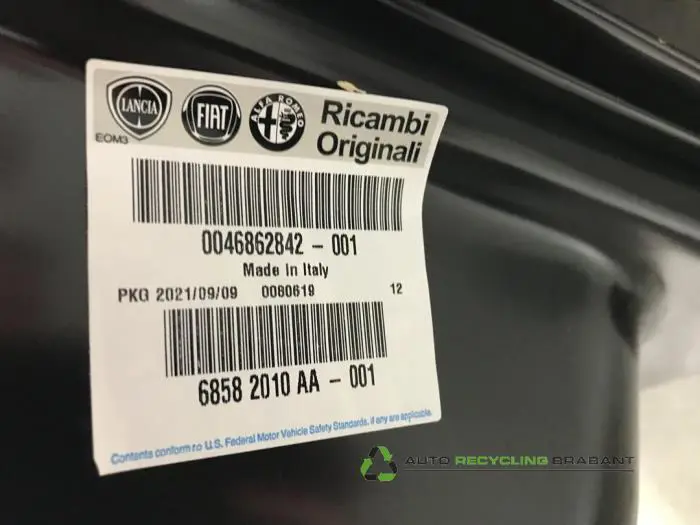 LANCIA
FIAT
ALFA ROMEO
Ricambi
Originali
EOM3
0046862842 - 001
Made in Italy
PKG 2021/09/09 0080619 12
6858 2010 AA - 001
Contents conform to U.S. Federal Motor Vehicle Safety Standards, if any are applicable.
AUTO RECYCLING BRABANT